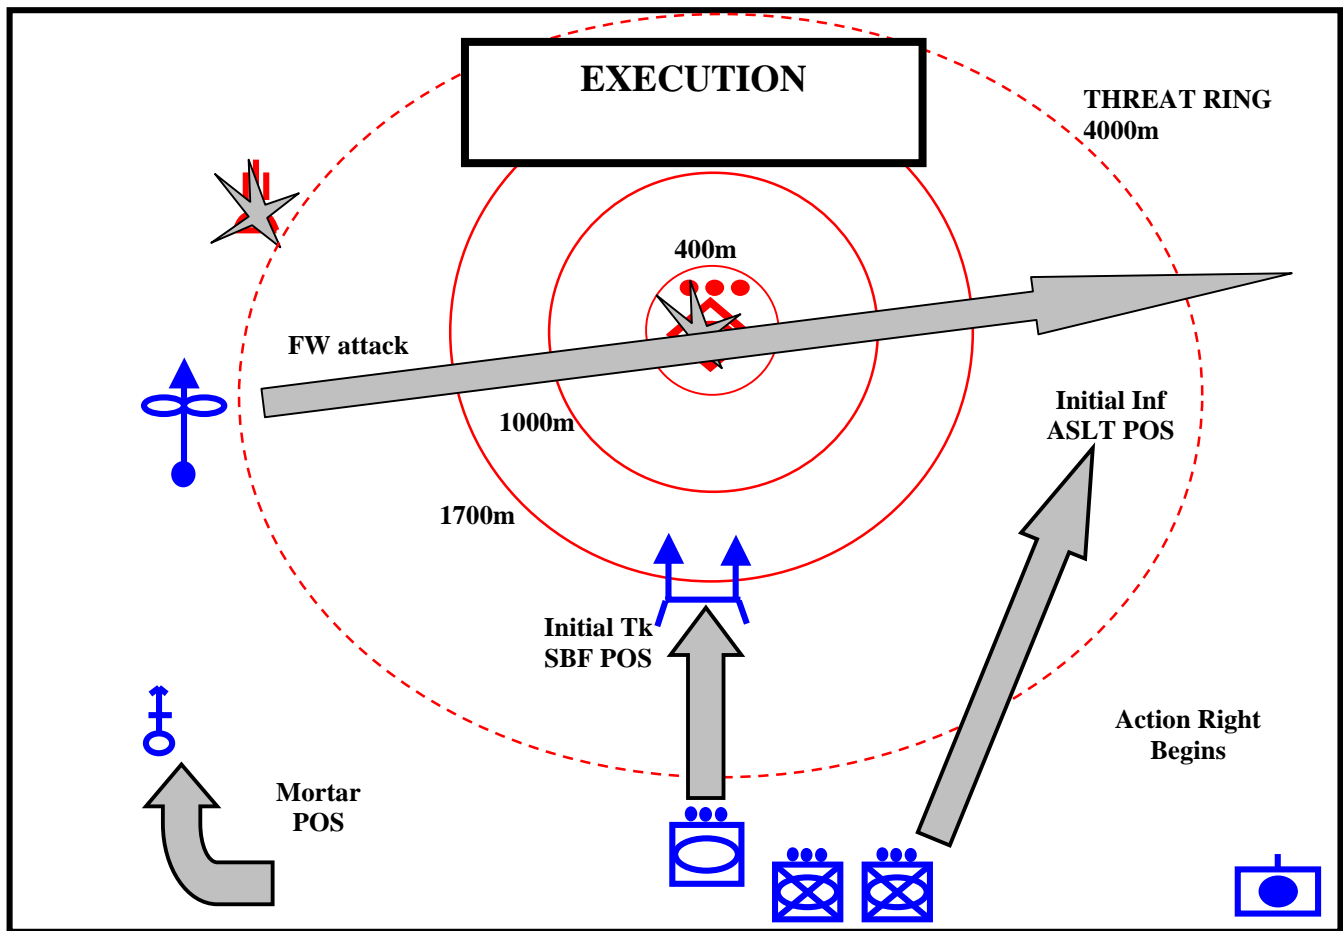 EXECUTION
THREAT RING
4000m
400m
FW attack
Initial Inf
ASLT POS
1000m
1700m
Initial Tk
SBF POS
Action Right
Begins
Mortar
POS